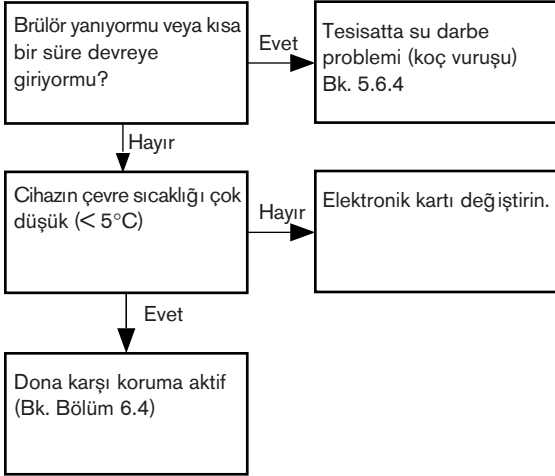 Brülör yanıyormu veya kısa
bir süre devreye
giriyormu?
Evet
Tesisatta su darbe
problemi (koç vuruşu)
Bk. 5.6.4
Hayır
Cihazın çevre sıcaklığı çok
düşük (< 5°C)
Hayır
Elektronik kartı değiştirin.
Evet
Dona karşı koruma aktif
(Bk. Bölüm 6.4)